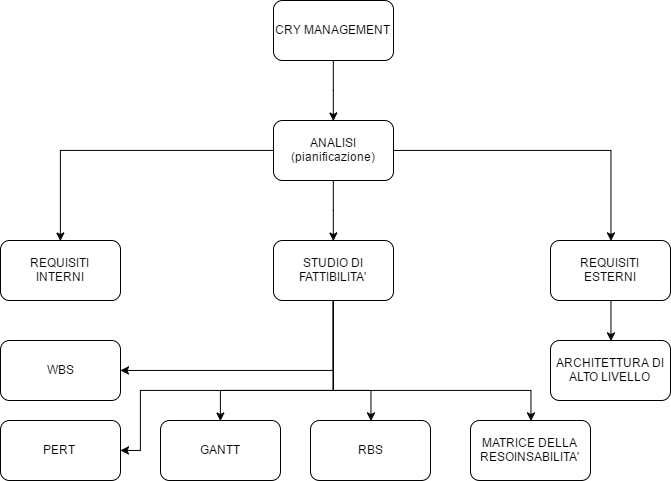 CRY MANAGEMENT
ANALISI
(pianificazione)
REQUISITI
INTERNI
STUDIO DI
FATTIBILITA'
REQUISITI
ESTERNI
WBS
ARCHITETTURA DI
ALTO LIVELLO
PERT
GANTT
RBS
MATRICE DELLA
RESOINSABILITA'